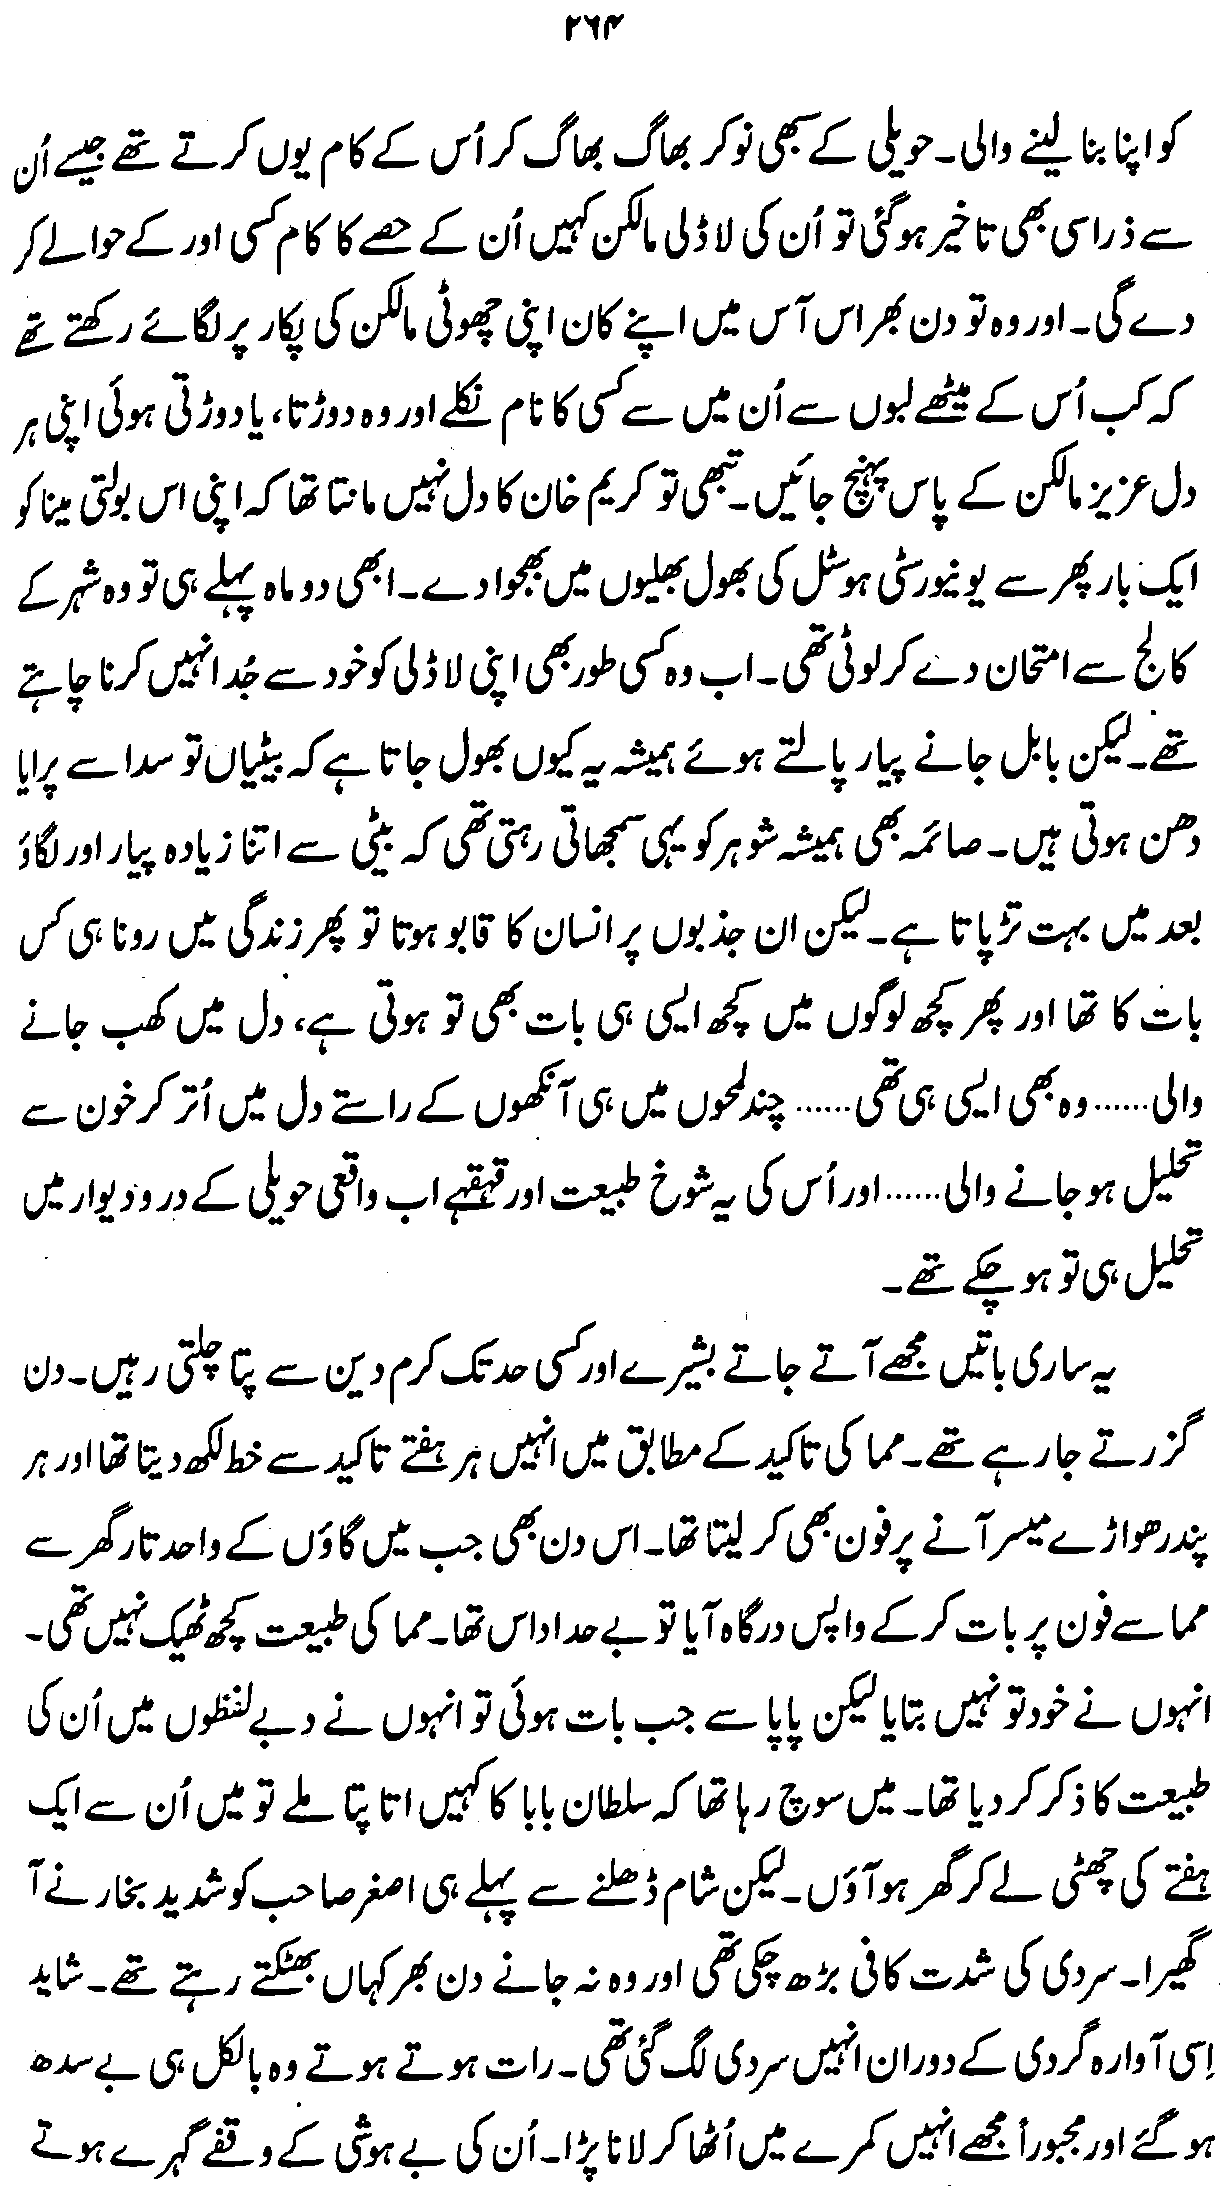 ۲۶۴
کو اپنا بنا لینے والی۔ حویلی کے سبھی نوکر بھاگ بھاگ کر اُس کے کام یوں کرتے تھے جیسے اُن
سے ذرا سی بھی تاخیر ہوگئی تو اُن کی لاڈلی مالکن کہیں اُن کے حصے کا کام کسی اور کے حوالے کر
دے گی۔ اور وہ تو دن بھر اس آس میں اپنے کان اپنی چھوٹی مالکن کی پکار پر لگائے رکھتے تھے
کہ کب اُس کے میٹھے لبوں سے اُن میں سے کسی کا نام نکلے اور وہ دوڑتا، یا دوڑتی ہوئی اپنی ہر
دل عزیز مالکن کے پاس پہنچ جائیں۔ تبھی تو کریم خان کا دل نہیں مانتا تھا کہ اپنی اس بولتی مینا کو
ایک بار پھر سے یونیورسٹی ہوسٹل کی بھول بھلیوں میں بھجوا دے۔ ابھی دو ماہ پہلے ہی تو وہ شہر کے
کالج سے امتحان دے کر لوٹی تھی۔ اب وہ کسی طور بھی اپنی لاڈلی کو خود سے جُدا نہیں کرنا چاہتے
تھے۔ لیکن بابل جانے پیار پالتے ہوئے ہمیشہ یہ کیوں بھول جاتا ہے کہ بیٹیاں تو سدا سے پرایا
دھن ہوتی ہیں۔ صائمہ بھی ہمیشہ شوہر کو یہی سمجھاتی رہتی تھی کہ بیٹی سے اتنا زیادہ پیار اور لگاؤ
بعد میں بہت تڑپاتا ہے۔ لیکن ان جذبوں پر انسان کا قابو ہوتا تو پھر زندگی میں رونا ہی کس
بات کا تھا اور پھر کچھ لوگوں میں کچھ ایسی ہی بات بھی تو ہوتی ہے، دل میں کھب جانے
والی...... وہ بھی ایسی ہی تھی...... چند لمحوں میں ہی آنکھوں کے راستے دل میں اُتر کر خون سے
تحلیل ہو جانے والی...... اور اُس کی یہ شوخ طبیعت اور قہقہے اب واقعی حویلی کے در و دیوار میں
تحلیل ہی تو ہو چکے تھے۔
یہ ساری باتیں مجھے آتے جاتے بشیرے اور کسی حد تک کرم دین سے پتا چلتی رہیں۔ دن
گزرتے جا رہے تھے۔ مما کی تاکید کے مطابق میں انہیں ہر ہفتے تاکید سے خط لکھ دیتا تھا اور ہر
پندرھواڑے میسر آنے پر فون بھی کر لیتا تھا۔ اس دن بھی جب میں گاؤں کے واحد تار گھر سے
مما سے فون پر بات کر کے واپس درگاہ آیا تو بے حد اداس تھا۔ مما کی طبیعت کچھ ٹھیک نہیں تھی۔
انہوں نے خود تو نہیں بتایا لیکن پاپا سے جب بات ہوئی تو انہوں نے دبے لفظوں میں اُن کی
طبیعت کا ذکر کر دیا تھا۔ میں سوچ رہا تھا کہ سلطان بابا کا کہیں اتا پتا ملے تو میں اُن سے ایک
ہفتے کی چھٹی لے کر گھر ہو آؤں۔ لیکن شام ڈھلنے سے پہلے ہی اصغر صاحب کو شدید بخار نے آ
گھیرا۔ سردی کی شدت کافی بڑھ چکی تھی اور وہ نہ جانے دن بھر کہاں بھٹکتے رہتے تھے۔ شاید
اِسی آوارہ گردی کے دوران انہیں سردی لگ گئی تھی۔ رات ہوتے ہوتے وہ بالکل ہی بے سدھ
ہو گئے اور مجبوراً مجھے انہیں کمرے میں اُٹھا کر لانا پڑا۔ اُن کی بے ہوشی کے وقفے گہرے ہوتے